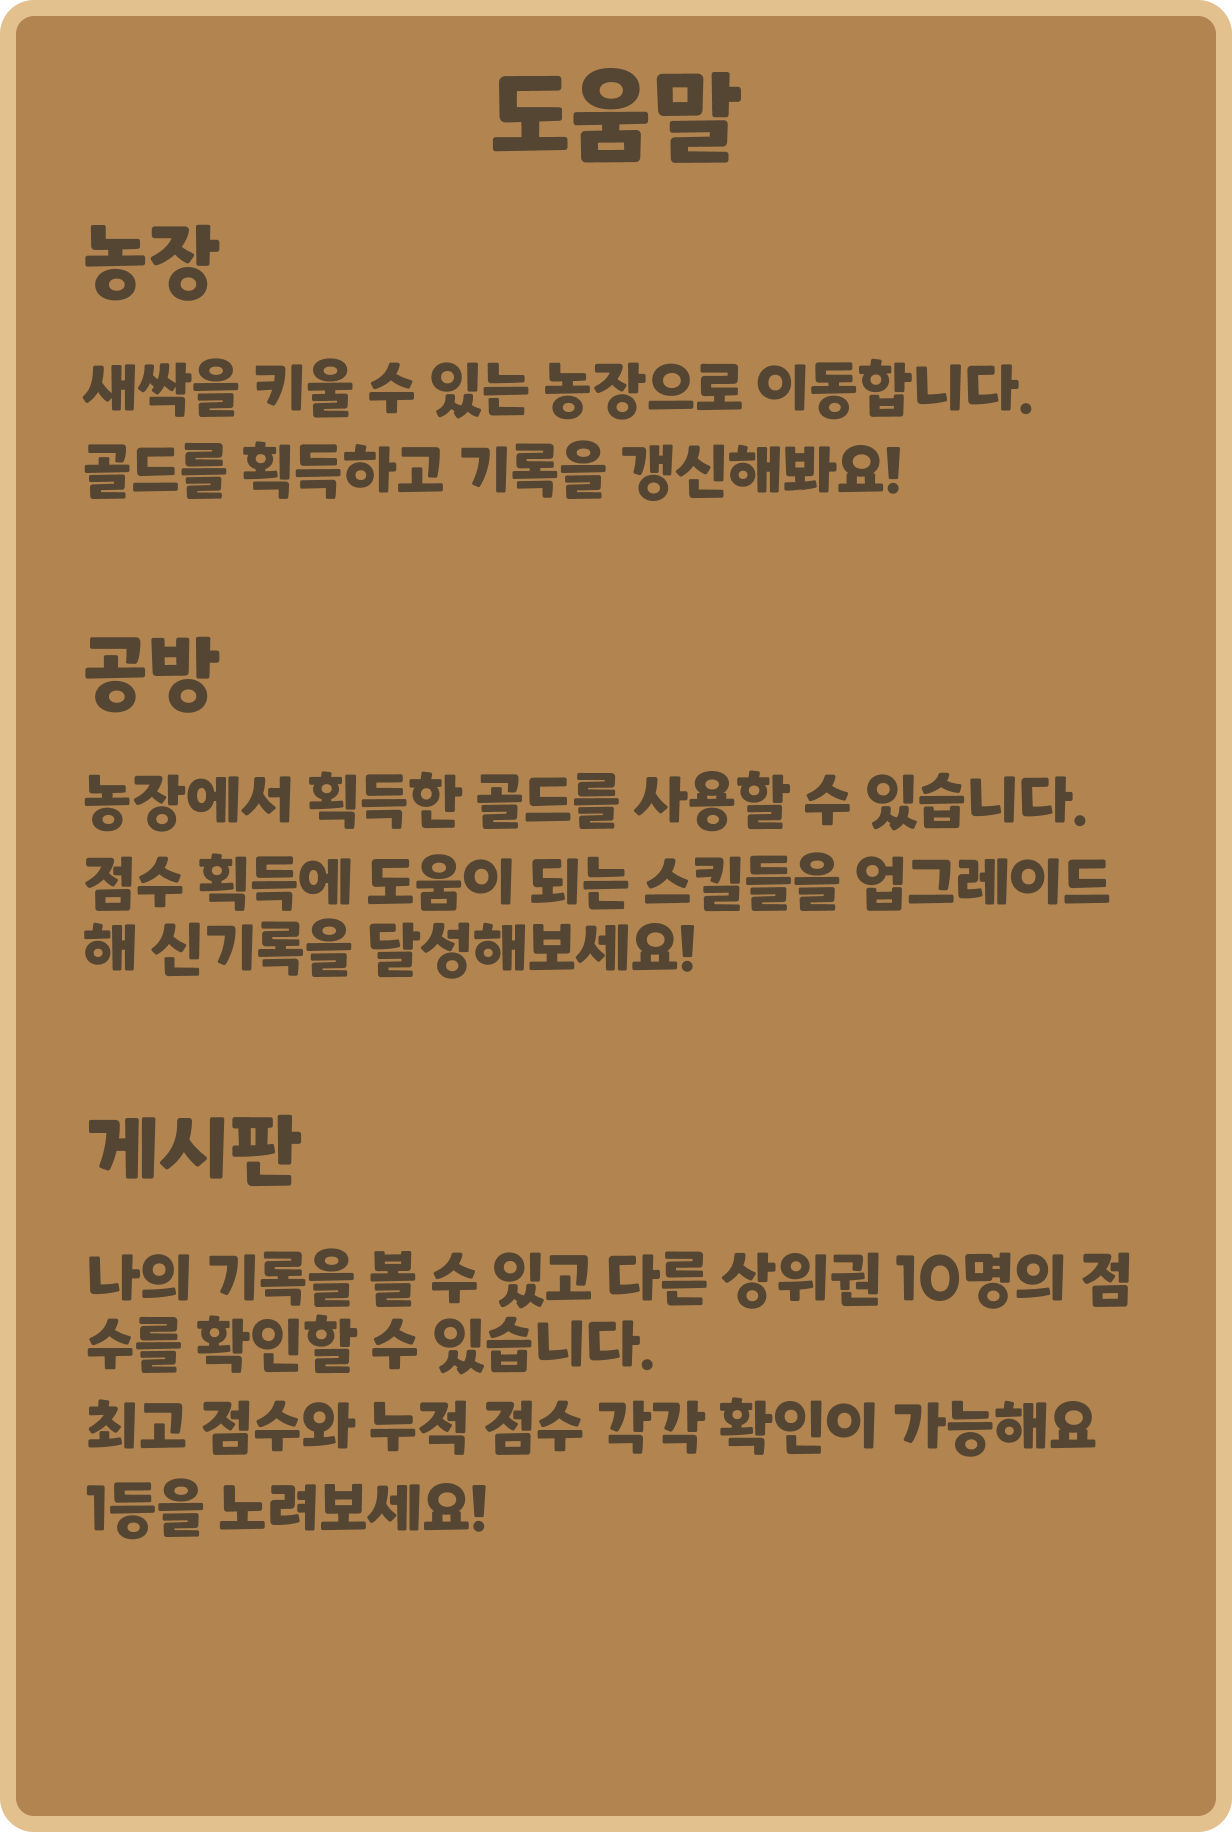 도움말
농장
새싹을 키울 수 있는 농장으로 이동합니다.
골드를 획득하고 기록을 갱신해봐요!
공방
농장에서 획득한 골드를 사용할 수 있습니다.
점수 획득에 도움이 되는 스킬들을 업그레이드
해 신기록을 달성해보세요!
게시판
나의 기록을 볼 수 있고 다른 상위권 10명의 점
수를 확인할 수 있습니다.
최고 점수와 누적 점수 각각 확인이 가능해요
1등을 노려보세요!